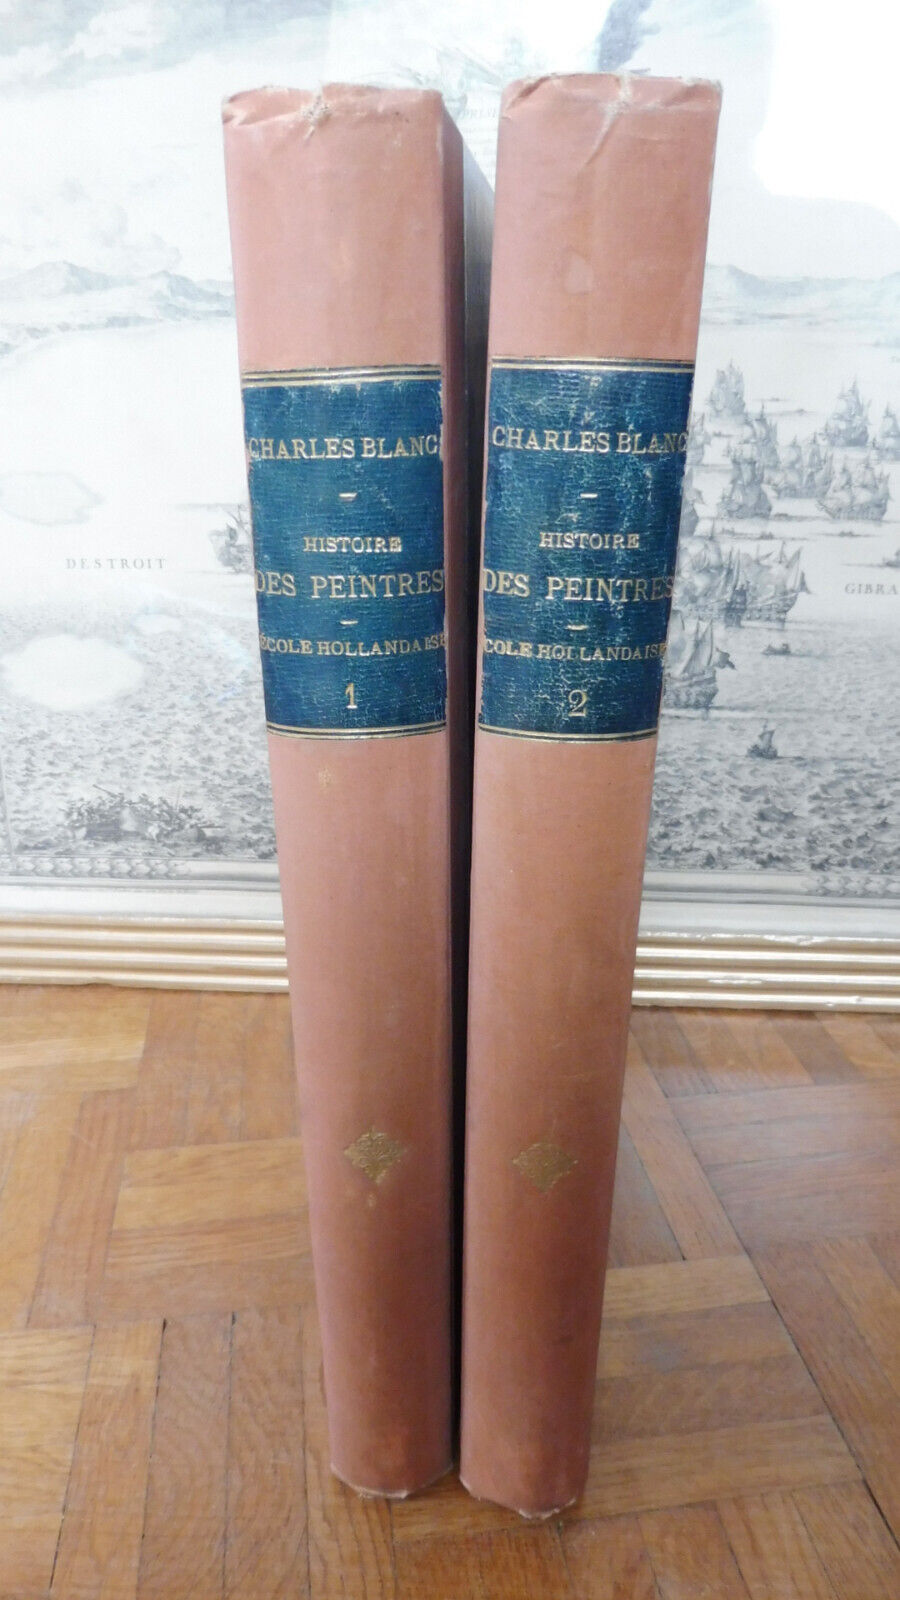 CHARLES BLANC
HISTOIRE
DES PEINTRES
ÉCOLE HOLLANDAISE
1
CHARLES BLANC
HISTOIRE
DES PEINTRES
COLE HOLLANDAISE
2
DESTROIT
GIBRA